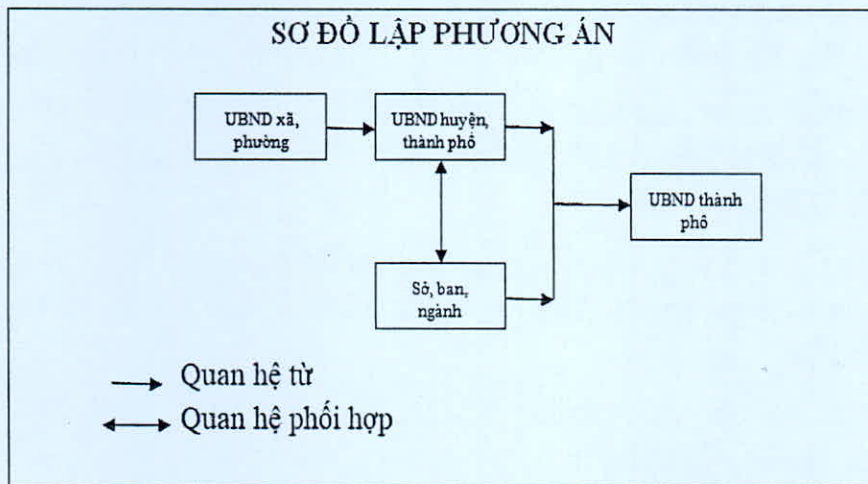 SƠ ĐỒ LẬP PHƯƠNG ÁN
UBND xã,
phường
UBND huyện,
thành phố
UBND thành
phố
Sở, ban,
ngành
Quan hệ từ
Quan hệ phối hợp